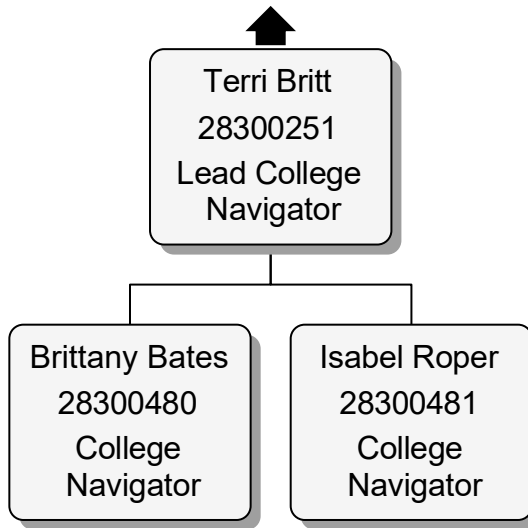 Terri Britt
28300251
Lead College
Navigator
Brittany Bates
28300480
College
Navigator
Isabel Roper
28300481
College
Navigator